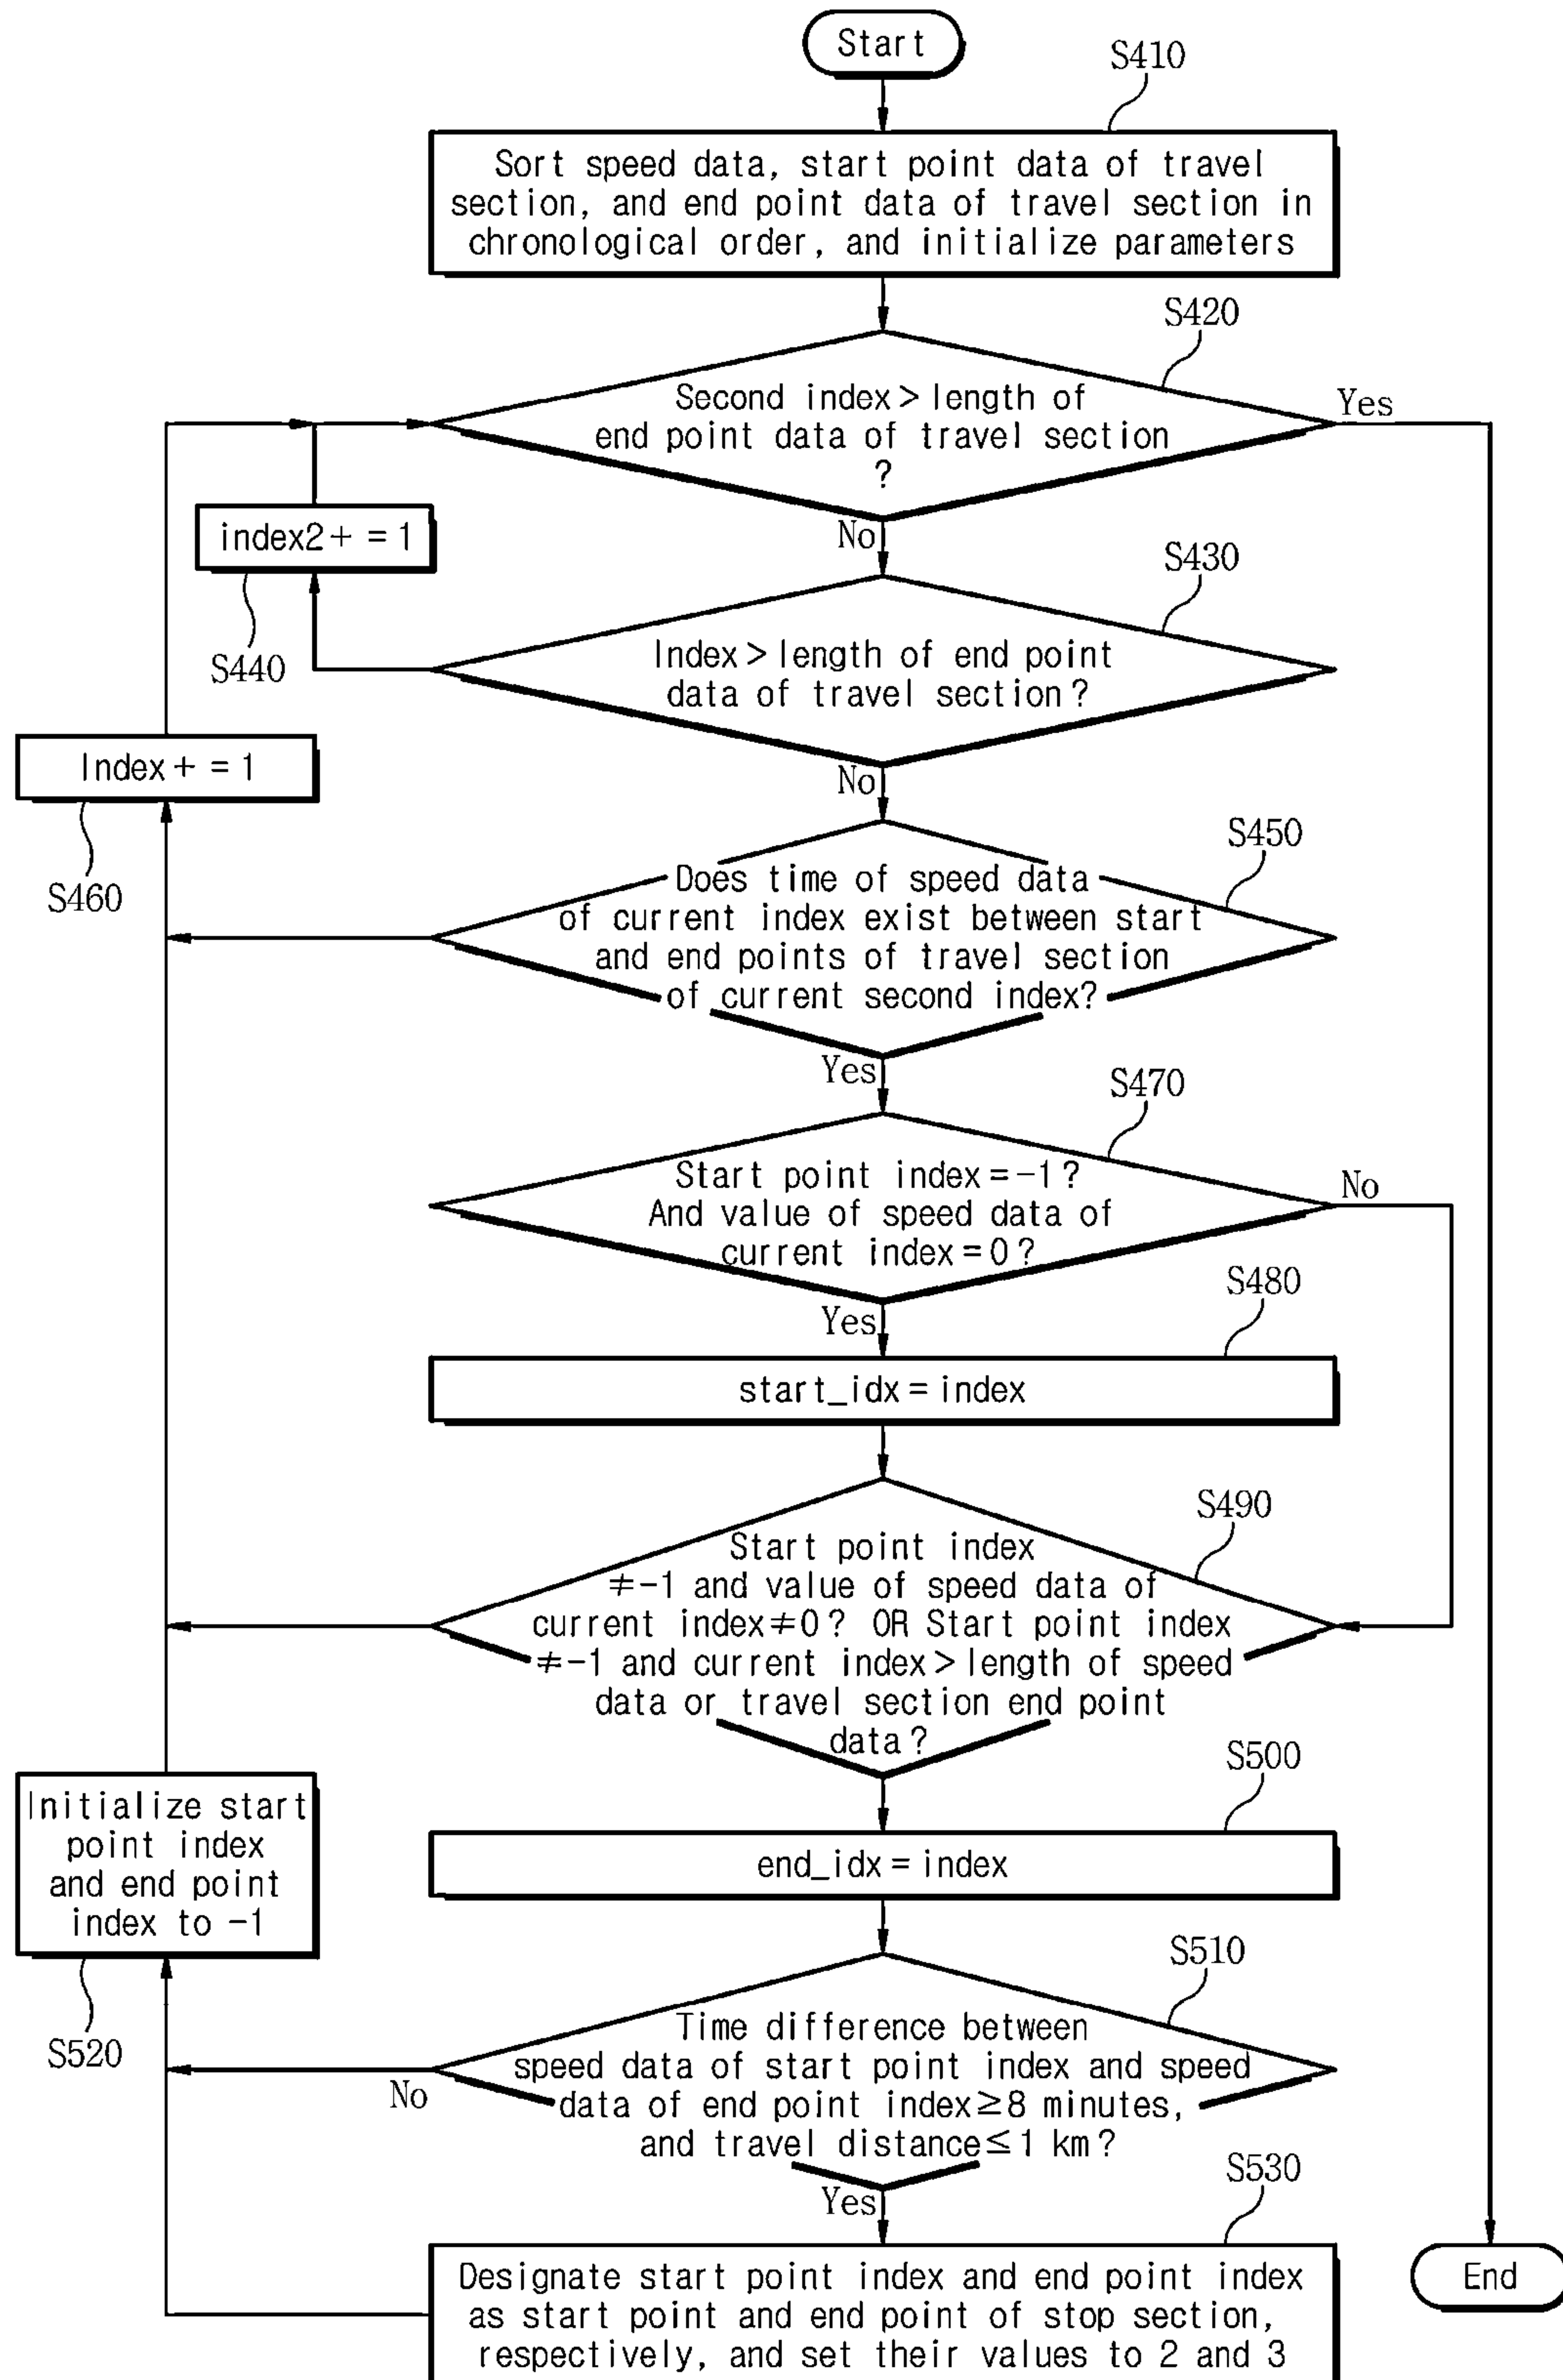 Start
S410
Sort speed data, start point data of travel
section, and end point data of travel section in
chronological order, and initialize parameters
S420
Second index>length of
end point data of travel section
?
Yes
No
index2+=1
S440
S430
Index>length of end point
data of travel section?
No
Index+=1
S460
S450
Does time of speed data
of current index exist between start
and end points of travel section
of current second index?
Yes
S470
Start point index=-1?
And value of speed data of
current index=0?
No
Yes
S480
start_idx=index
S490
Start point index
≠-1 and value of speed data of
current index≠0? OR Start point index
≠-1 and current index>length of speed
data or travel section end point
data?
S500
end_idx=index
Initialize start
point index
and end point
index to -1
S520
S510
Time difference between
speed data of start point index and speed
data of end point index≥8 minutes,
and travel distance≤1 km?
No
Yes
S530
Designate start point index and end point index
as start point and end point of stop section,
respectively, and set their values to 2 and 3
End